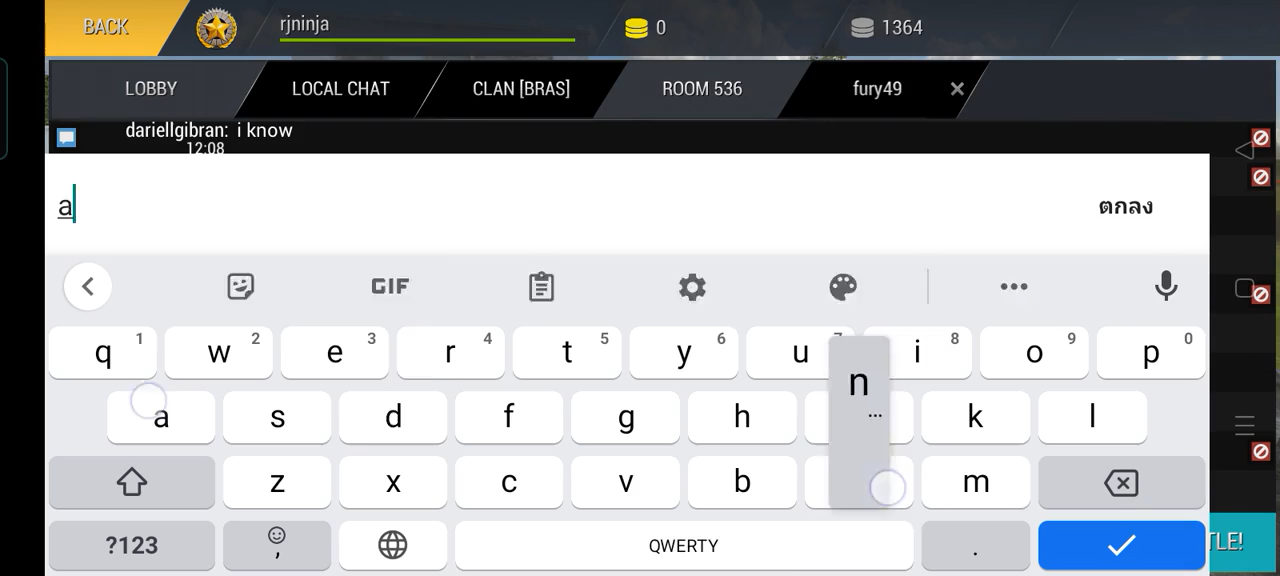 BACK
rjninja
0
1364
LOBBY
LOCAL CHAT
CLAN [BRAS]
ROOM 536
fury49
dariellgibran: i know
12:08
a
ตกลง
GIF
q 1 w 2 e 3 r 4 t 5 y 6 u 7 i 8 o 9 p 0
a s d f g h k l
n
...
z x c v b m
?123
,
QWERTY
.
TLE!